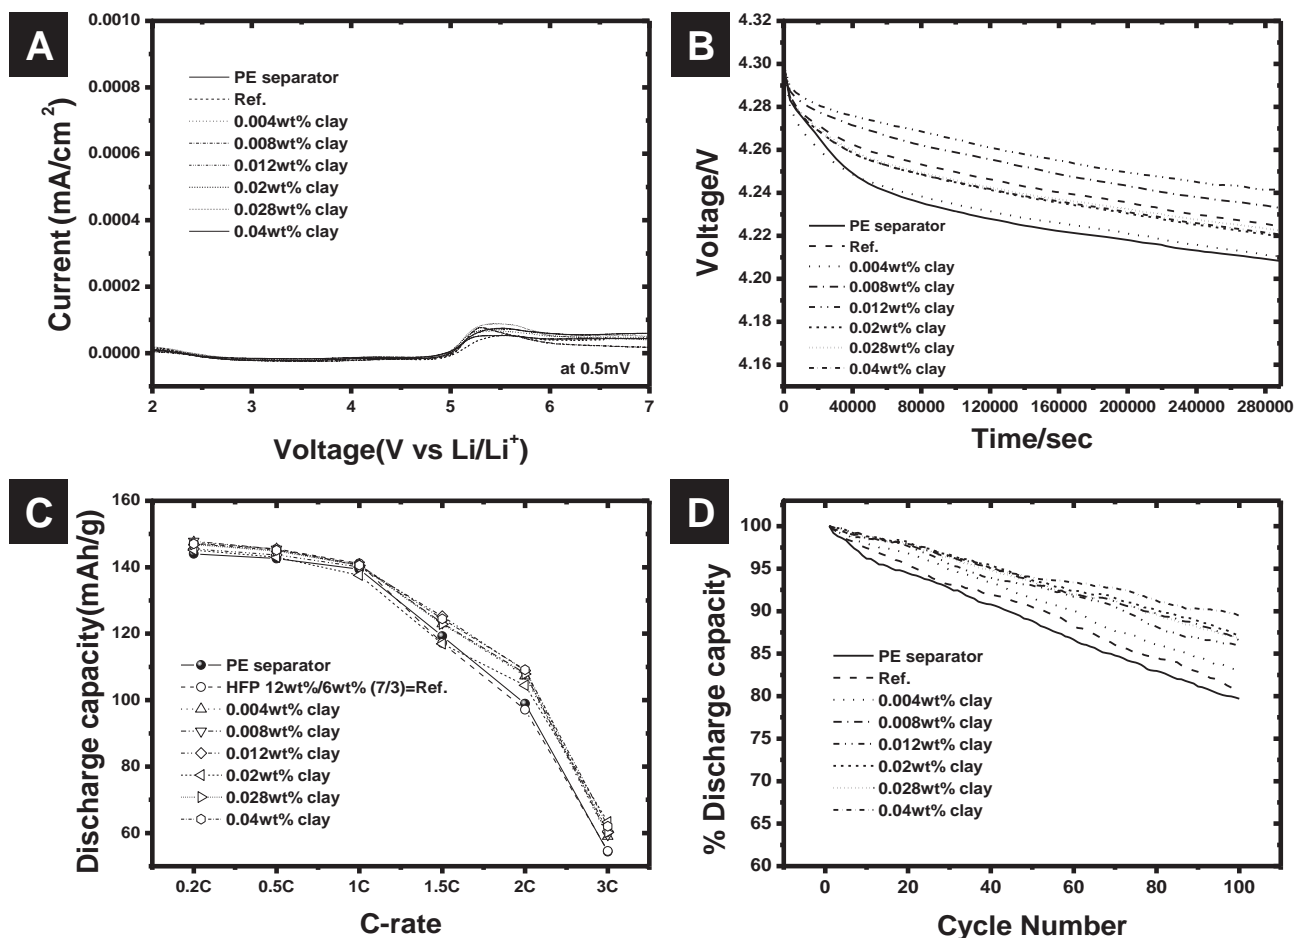 A
0.0010
0.0008
0.0006
0.0004
0.0002
0.0000
Current (mA/cm²)
PE separator
Ref.
0.004wt% clay
0.008wt% clay
0.012wt% clay
0.02wt% clay
0.028wt% clay
0.04wt% clay
at 0.5mV
2 3 4 5 6 7
Voltage(V vs Li/Li⁺)
B
4.32
4.30
4.28
4.26
4.24
4.22
4.20
4.18
4.16
Voltage/V
PE separator
Ref.
0.004wt% clay
0.008wt% clay
0.012wt% clay
0.02wt% clay
0.028wt% clay
0.04wt% clay
0 40000 80000 120000 160000 200000 240000 280000
Time/sec
C
160
140
120
100
80
60
Discharge capacity(mAh/g)
PE separator
HFP 12wt%/6wt% (7/3)=Ref.
0.004wt% clay
0.008wt% clay
0.012wt% clay
0.02wt% clay
0.028wt% clay
0.04wt% clay
0.2C 0.5C 1C 1.5C 2C 3C
C-rate
D
100
95
90
85
80
75
70
65
60
% Discharge capacity
PE separator
Ref.
0.004wt% clay
0.008wt% clay
0.012wt% clay
0.02wt% clay
0.028wt% clay
0.04wt% clay
0 20 40 60 80 100
Cycle Number